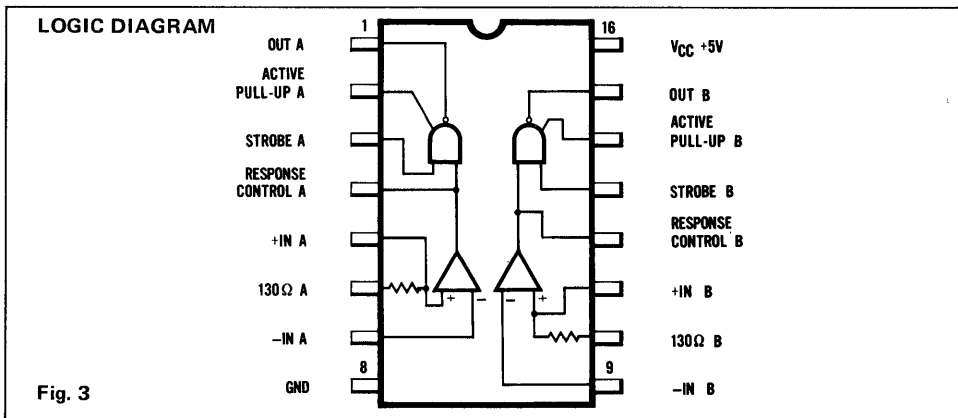 LOGIC DIAGRAM
1
16
OUT A
VCC +5V
ACTIVE
PULL-UP A
OUT B
STROBE A
ACTIVE
PULL-UP B
RESPONSE
CONTROL A
STROBE B
+IN A
RESPONSE
CONTROL B
130Ω A
+ − − +
+IN B
−IN A
130Ω B
8
9
GND
−IN B
Fig. 3